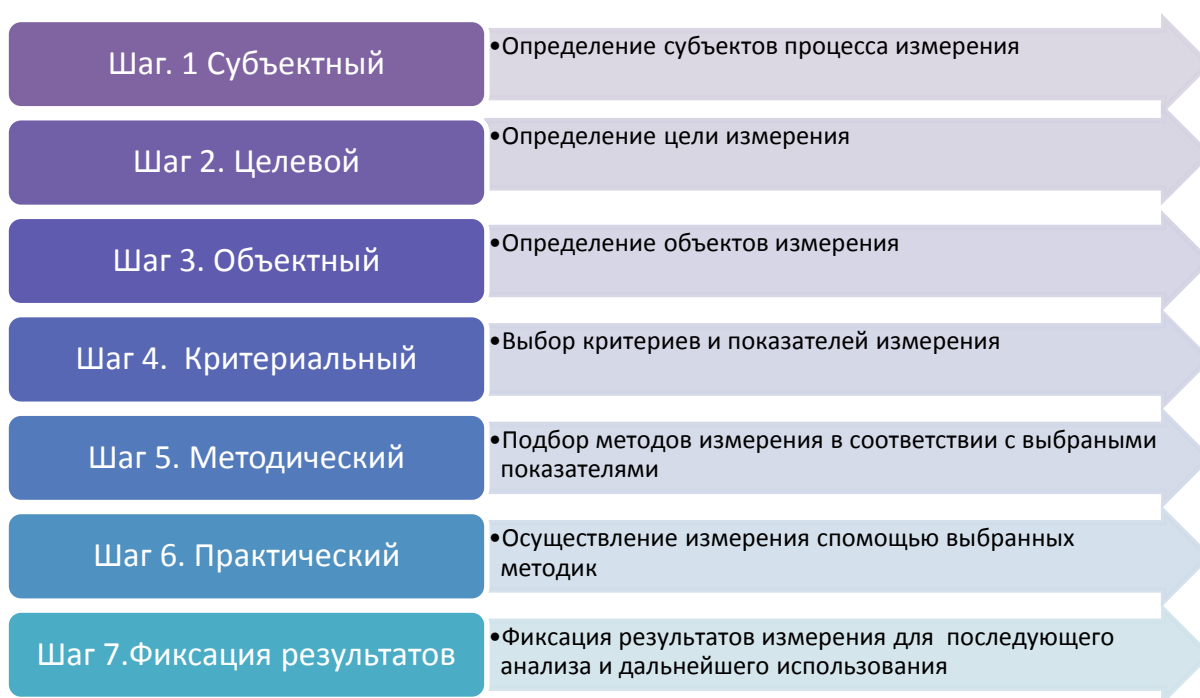 Шаг. 1 Субъектный
•Определение субъектов процесса измерения
Шаг 2. Целевой
•Определение цели измерения
Шаг 3. Объектный
•Определение объектов измерения
Шаг 4.  Критериальный
•Выбор критериев и показателей измерения
Шаг 5. Методический
•Подбор методов измерения в соответствии с выбраными
показателями
Шаг 6. Практический
•Осуществление измерения спомощью выбранных
методик
Шаг 7.Фиксация результатов
•Фиксация результатов измерения для  последующего
анализа и дальнейшего использования